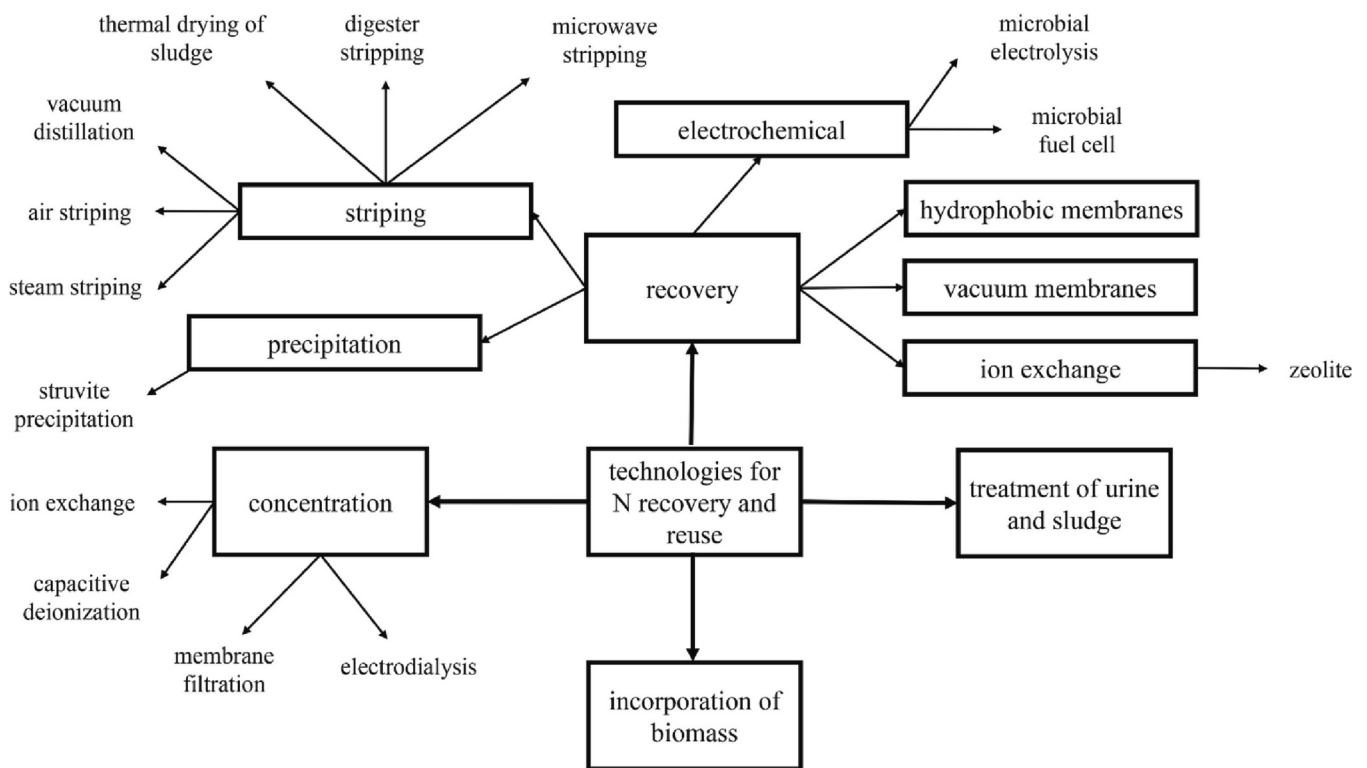 thermal drying of
sludge
digester
stripping
microwave
stripping
microbial
electrolysis
vacuum
distillation
electrochemical
microbial
fuel cell
air striping
striping
hydrophobic membranes
steam striping
recovery
vacuum membranes
precipitation
ion exchange
zeolite
struvite
precipitation
ion exchange
concentration
technologies for
N recovery and
reuse
treatment of urine
and sludge
capacitive
deionization
membrane
filtration
electrodialysis
incorporation of
biomass